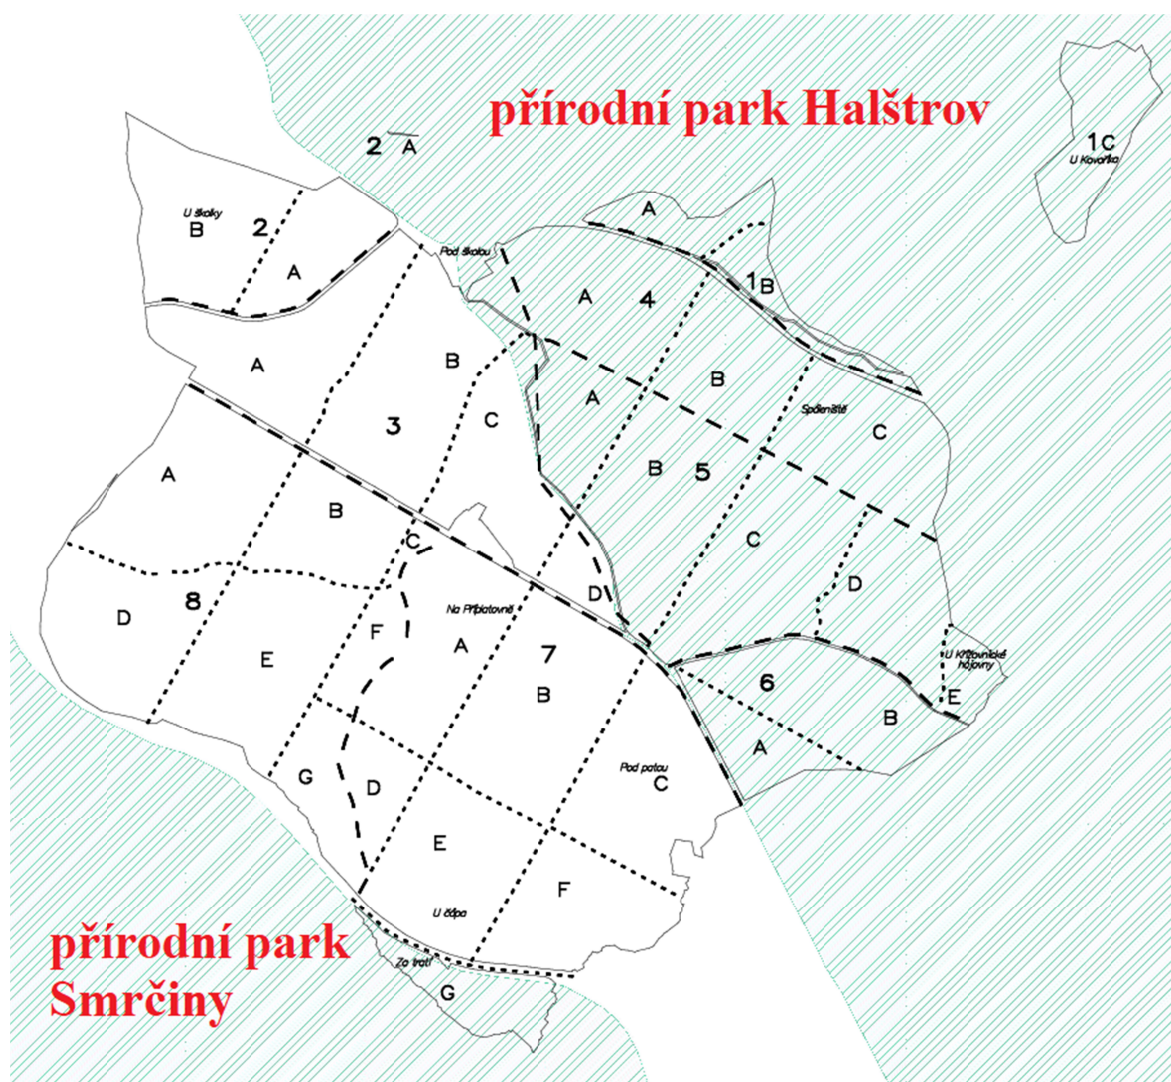 přírodní park Halštrov
1C
U Kovaříka
2 A
A
U školky
B 2
A
Pod školou
1B
A 4
A
B
B
3
C
A
B
Spáleniště
C
B 5
A
B
C
C
D
D
8
D
Na Příplatovně
F
A
7
E
B
U Křižovnické
hájovny
6
E
B
A
Pod patou
C
G
D
E
F
U čápa
přírodní park
Smrčiny
Za tratí
G